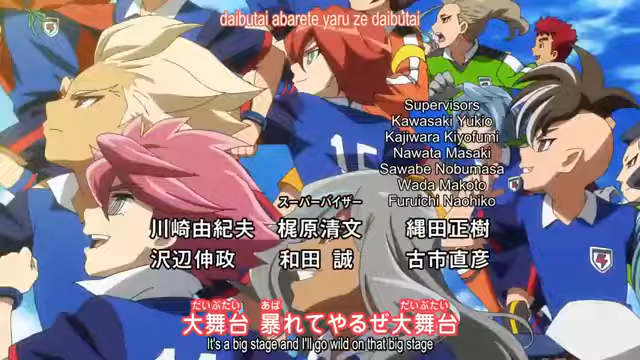 daibutai abarete yaru ze daibutai
Supervisors
Kawasaki Yukio
Kajiwara Kiyofumi
Nawata Masaki
Sawabe Nobumasa
Wada Makoto
Furuichi Naohiko
スーパーバイザー
川崎由紀夫 梶原清文 縄田正樹
沢辺伸政 和田 誠 古市直彦
だいぶたい あば だいぶたい
大舞台 暴れてやるぜ大舞台
It's a big stage and I'll go wild on that big stage